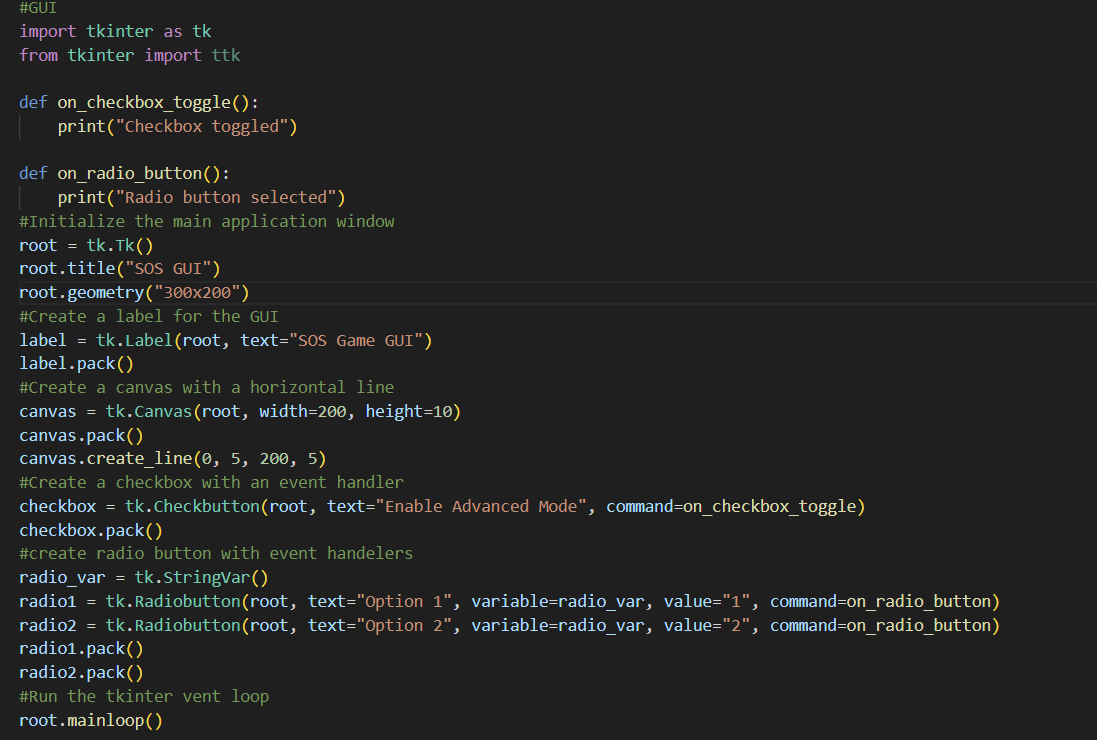 #GUI
import tkinter as tk
from tkinter import ttk
def on_checkbox_toggle():
    print("Checkbox toggled")
def on_radio_button():
    print("Radio button selected")
#Initialize the main application window
root = tk.Tk()
root.title("SOS GUI")
root.geometry("300x200")
#Create a label for the GUI
label = tk.Label(root, text="SOS Game GUI")
label.pack()
#Create a canvas with a horizontal line
canvas = tk.Canvas(root, width=200, height=10)
canvas.pack()
canvas.create_line(0, 5, 200, 5)
#Create a checkbox with an event handler
checkbox = tk.Checkbutton(root, text="Enable Advanced Mode", command=on_checkbox_toggle)
checkbox.pack()
#create radio button with event handelers
radio_var = tk.StringVar()
radio1 = tk.Radiobutton(root, text="Option 1", variable=radio_var, value="1", command=on_radio_button)
radio2 = tk.Radiobutton(root, text="Option 2", variable=radio_var, value="2", command=on_radio_button)
radio1.pack()
radio2.pack()
#Run the tkinter vent loop
root.mainloop()